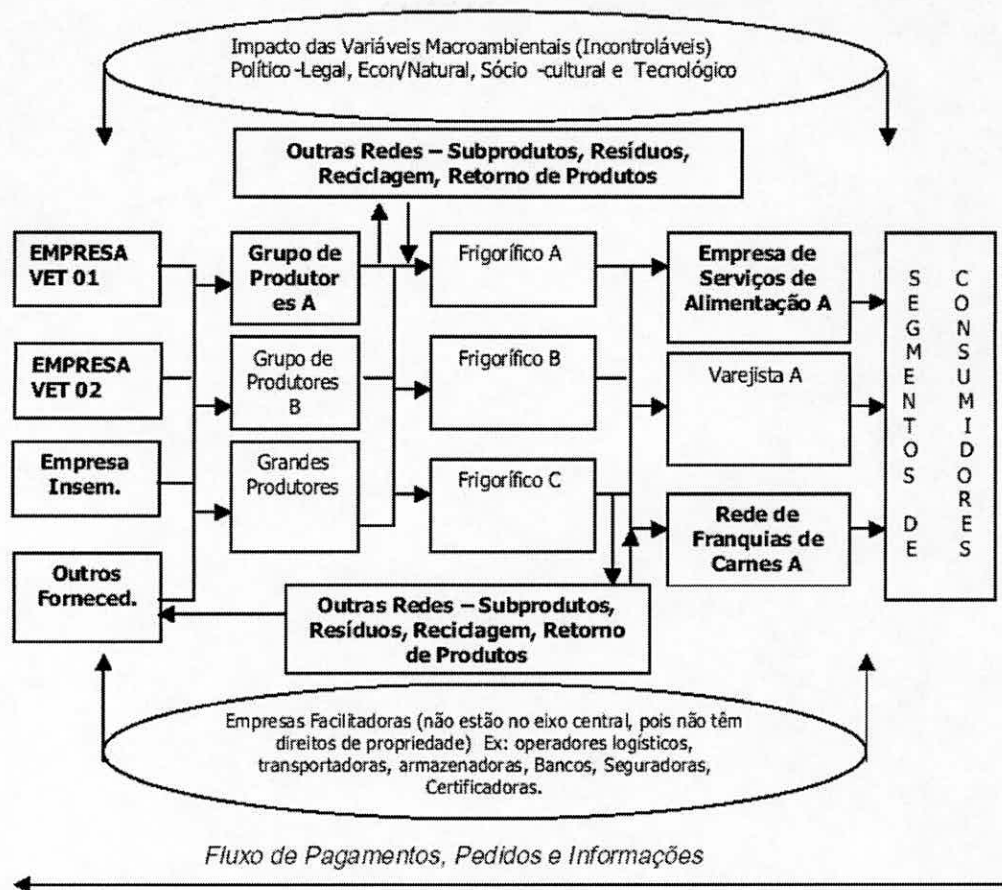 Impacto das Variáveis Macroambientais (Incontroláveis)
Político -Legal, Econ/Natural, Sócio -cultural e Tecnológico
Outras Redes – Subprodutos, Resíduos,
Reciclagem, Retorno de Produtos
EMPRESA
VET 01
EMPRESA
VET 02
Empresa
Insem.
Outros
Forneced.
Grupo de
Produtor
es A
Grupo de
Produtores
B
Grandes
Produtores
Frigorífico A
Frigorífico B
Frigorífico C
Empresa de
Serviços de
Alimentação A
Varejista A
Rede de
Franquias de
Carnes A
SEGMENTOS DE
CONSUMIDORES
Outras Redes – Subprodutos,
Resíduos, Reciclagem, Retorno
de Produtos
Empresas Facilitadoras (não estão no eixo central, pois não têm
direitos de propriedade) Ex: operadores logísticos,
transportadoras, armazenadoras, Bancos, Seguradoras,
Certificadoras.
Fluxo de Pagamentos, Pedidos e Informações